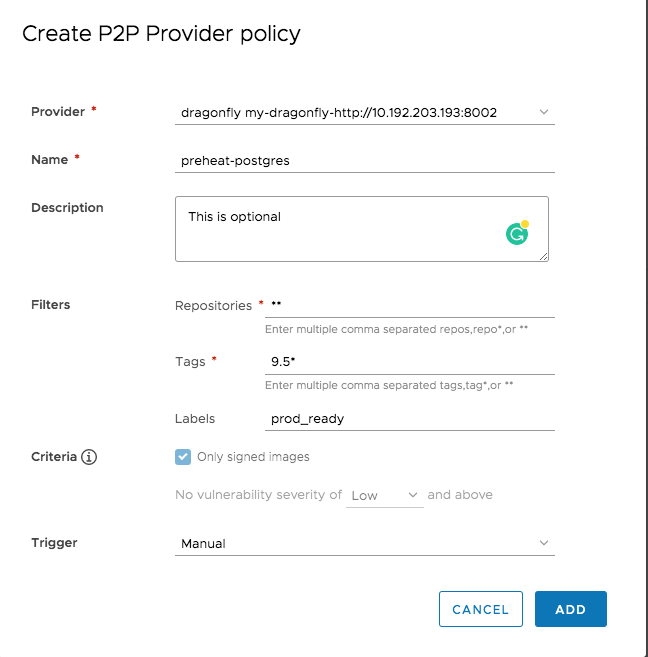 Create P2P Provider policy
Provider *
dragonfly my-dragonfly-http://10.192.203.193:8002
Name *
preheat-postgres
Description
This is optional
Filters
Repositories * **
Enter multiple comma separated repos,repo*,or **
Tags * 9.5*
Enter multiple comma separated tags,tag*,or **
Labels prod_ready
Criteria
Only signed images
No vulnerability severity of Low and above
Trigger
Manual
CANCEL ADD